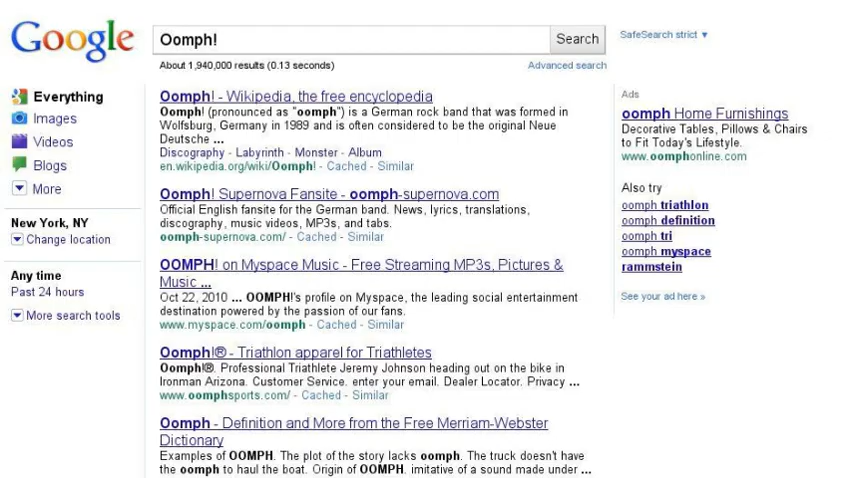 Google
Oomph!
Search
SafeSearch strict ▼
About 1,940,000 results (0.13 seconds)
Advanced search
Everything
Images
Videos
Blogs
More
New York, NY
Change location
Any time
Past 24 hours
More search tools
Oomph! - Wikipedia, the free encyclopedia
Oomph! (pronounced as "oomph") is a German rock band that was formed in
Wolfsburg, Germany in 1989 and is often considered to be the original Neue
Deutsche ...
Discography - Labyrinth - Monster - Album
en.wikipedia.org/wiki/Oomph! - Cached - Similar
Oomph! Supernova Fansite - oomph-supernova.com
Official English fansite for the German band. News, lyrics, translations,
discography, music videos, MP3s, and tabs.
oomph-supernova.com/ - Cached - Similar
OOMPH! on Myspace Music - Free Streaming MP3s, Pictures &
Music ...
Oct 22, 2010 ... OOMPH!'s profile on Myspace, the leading social entertainment
destination powered by the passion of our fans.
www.myspace.com/oomph - Cached - Similar
Oomph!® - Triathlon apparel for Triathletes
Oomph!®. Professional Triathlete Jeremy Johnson heading out on the bike in
Ironman Arizona. Customer Service. enter your email. Dealer Locator. Privacy ...
www.oomphsports.com/ - Cached - Similar
Oomph - Definition and More from the Free Merriam-Webster
Dictionary
Examples of OOMPH. The plot of the story lacks oomph. The truck doesn't have
the oomph to haul the boat. Origin of OOMPH. imitative of a sound made under ...
Ads
oomph Home Furnishings
Decorative Tables, Pillows & Chairs
to Fit Today's Lifestyle.
www.oomphonline.com
Also try
oomph triathlon
oomph definition
oomph tri
oomph myspace
rammstein
See your ad here »